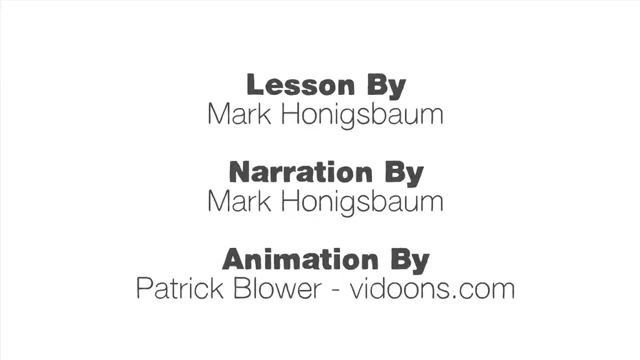 Lesson By
Mark Honigsbaum
Narration By
Mark Honigsbaum
Animation By
Patrick Blower - vidoons.com